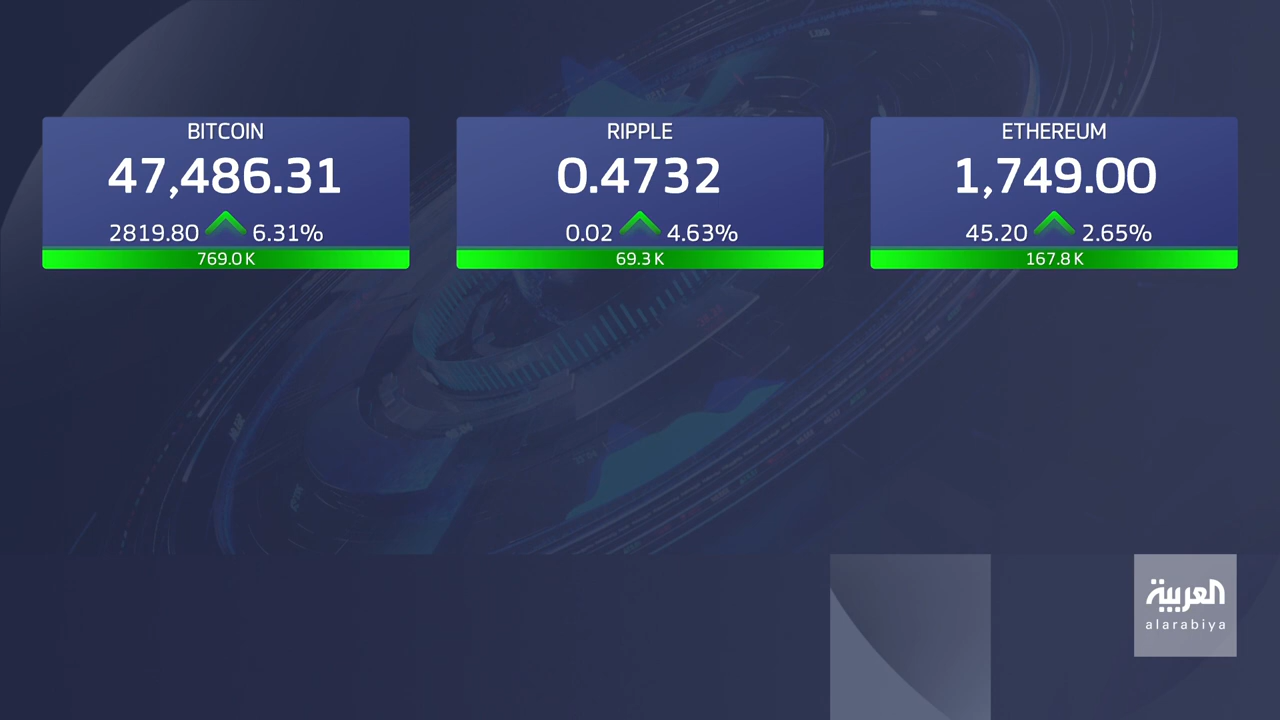 BITCOIN
47,486.31
2819.80 6.31%
769.0 K
RIPPLE
0.4732
0.02 4.63%
69.3 K
ETHEREUM
1,749.00
45.20 2.65%
167.8 K
العربية
alarabiya